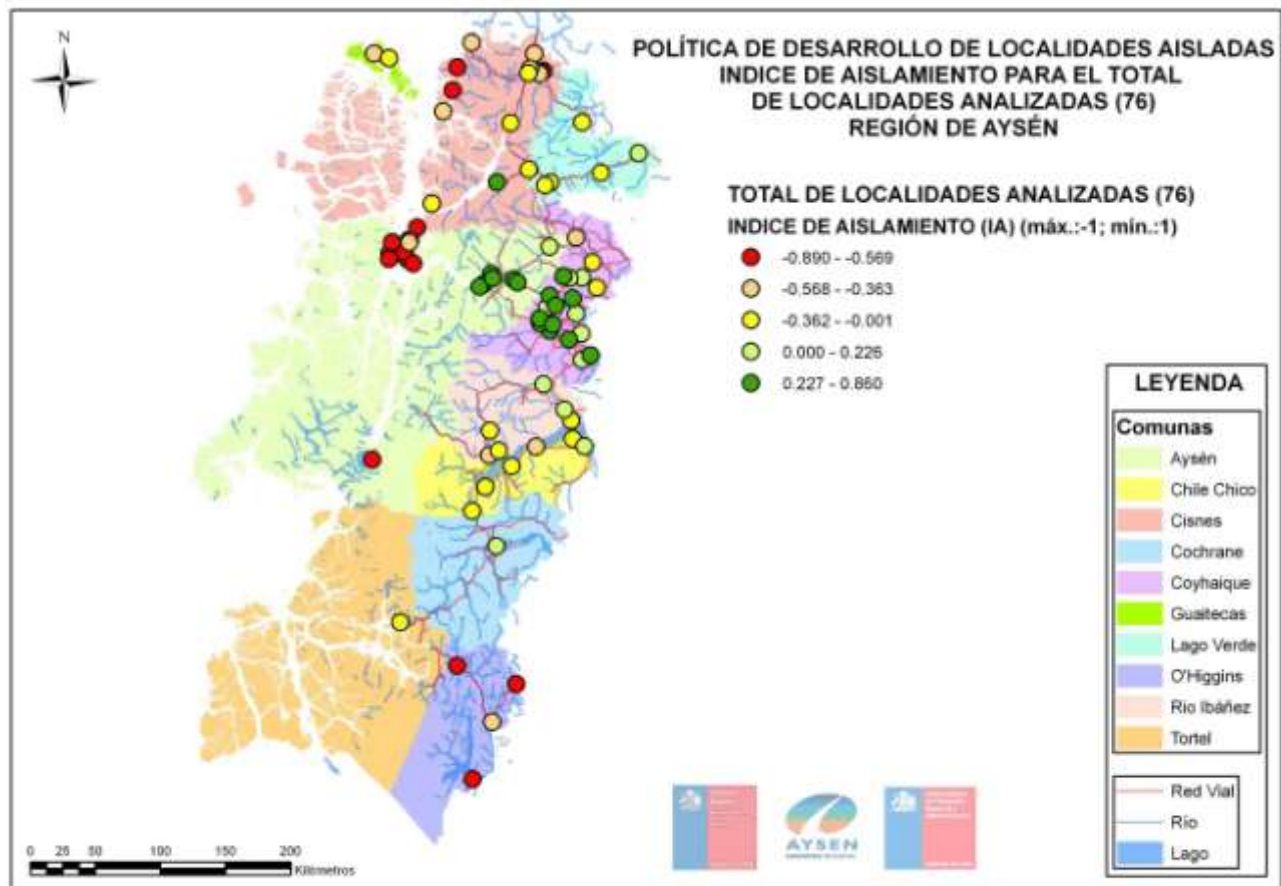 N
POLÍTICA DE DESARROLLO DE LOCALIDADES AISLADAS
INDICE DE AISLAMIENTO PARA EL TOTAL
DE LOCALIDADES ANALIZADAS (76)
REGIÓN DE AYSÉN
TOTAL DE LOCALIDADES ANALIZADAS (76)
INDICE DE AISLAMIENTO (IA) (máx.:-1; mín.:1)
-0.890 - -0.569
-0.568 - -0.363
-0.362 - -0.001
0.000 - 0.226
0.227 - 0.860
LEYENDA
Comunas
Aysén
Chile Chico
Cisnes
Cochrane
Coyhaique
Guaitecas
Lago Verde
O'Higgins
Rio Ibáñez
Tortel
Red Vial
Río
Lago
AYSEN
0 25 50 100 150 200
Kilómetros